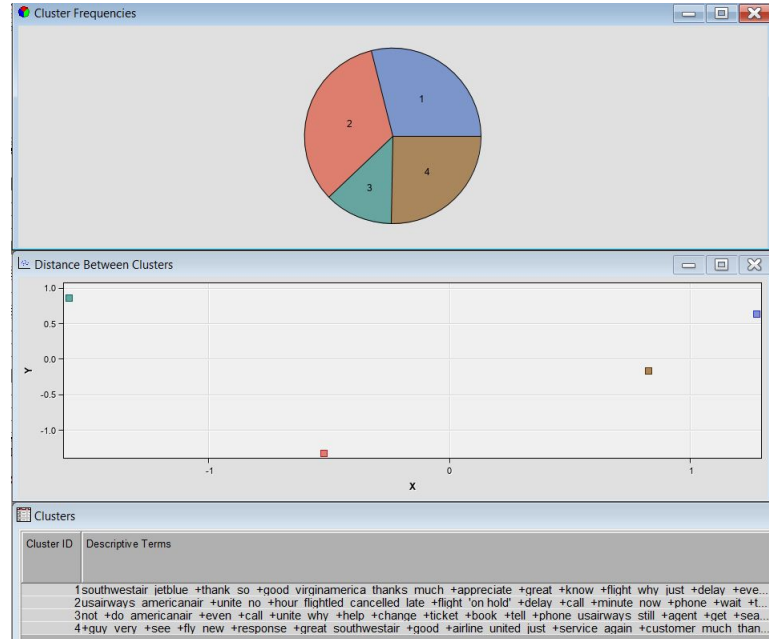 Cluster Frequencies
1
2
3
4
Distance Between Clusters
1.0
0.5
0.0
-0.5
-1.0
Y
-1
0
1
X
Clusters
Cluster ID Descriptive Terms
1 southwestair jetblue +thank so +good virginamerica thanks much +appreciate +great +know +flight why just +delay +eve...
2 usairways americanair +unite no +hour flightled cancelled late +flight 'on hold' +delay +call +minute now +phone +wait +t...
3 not +do americanair +even +call +unite why +help +change +ticket +book +tell +phone usairways still +agent +get +sea...
4 +guy very +see +fly new +response +great southwestair +good +airline united just +service again +customer much than...